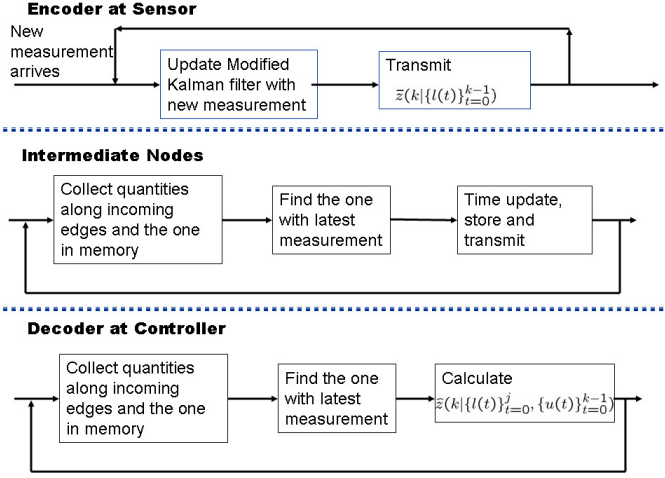 Encoder at Sensor
New
measurement
arrives
Update Modified
Kalman filter with
new measurement
Transmit
z̄(k|{l(t)}_{t=0}^{k−1})
Intermediate Nodes
Collect quantities
along incoming
edges and the one
in memory
Find the one
with latest
measurement
Time update,
store and
transmit
Decoder at Controller
Collect quantities
along incoming
edges and the one
in memory
Find the one
with latest
measurement
Calculate
z̄(k|{l(t)}_{t=0}^{j}, {u(t)}_{t=0}^{k−1})